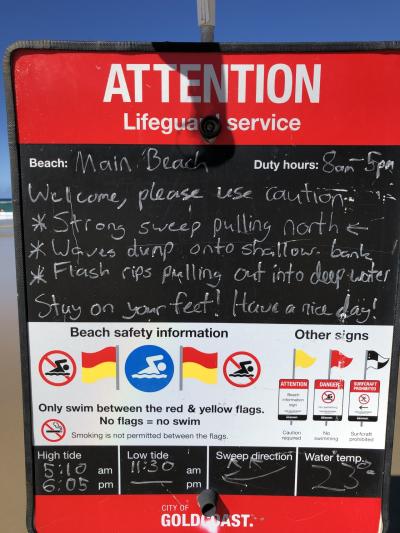 ATTENTION
Lifeguard service
Beach: Main Beach Duty hours: 8am-5pm
Welcome, please use caution.
* Strong sweep pulling north ←
* Waves dump onto shallow bank!
* Flash rips pulling out into deep water
Stay on your feet! Have a nice day!
Beach safety information
Other signs
ATTENTION DANGER SURFCRAFT PROHIBITED
Beach information sign
Caution required No swimming Surfcraft prohibited
Only swim between the red & yellow flags.
No flags = no swim
Smoking is not permitted between the flags.
High tide Low tide Sweep direction Water temp.
5:10 am 11:30 am ← 23°
6:05 pm — pm
CITY OF
GOLDCOAST.